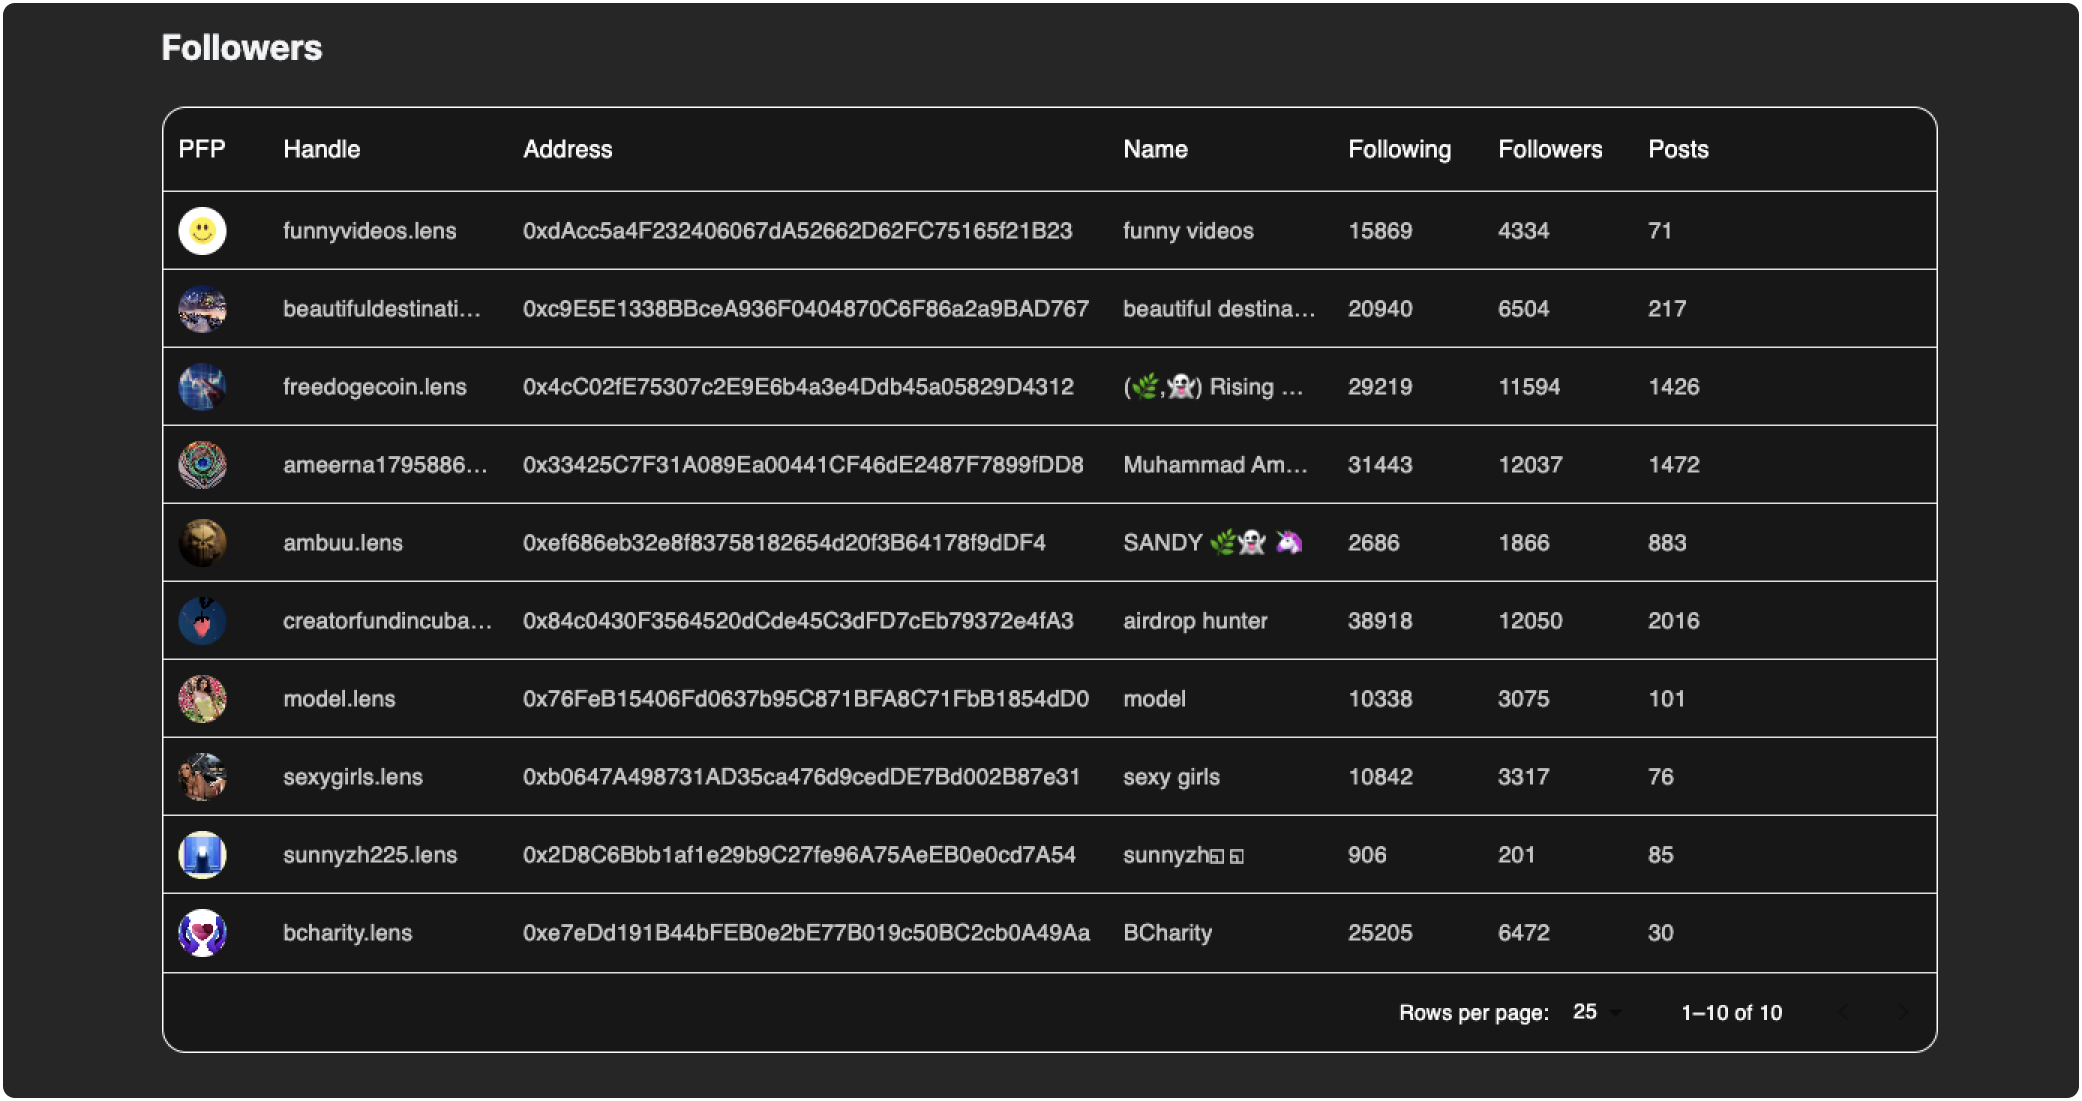 Followers
PFP Handle Address Name Following Followers Posts
funnyvideos.lens 0xdAcc5a4F232406067dA52662D62FC75165f21B23 funny videos 15869 4334 71
beautifuldestinati... 0xc9E5E1338BBceA936F0404870C6F86a2a9BAD767 beautiful destina... 20940 6504 217
freedogecoin.lens 0x4cC02fE75307c2E9E6b4a3e4Ddb45a05829D4312 (🌿,👻) Rising ... 29219 11594 1426
ameerna1795886... 0x33425C7F31A089Ea00441CF46dE2487F7899fDD8 Muhammad Am... 31443 12037 1472
ambuu.lens 0xef686eb32e8f83758182654d20f3B64178f9dDF4 SANDY 🌿👻 🦄 2686 1866 883
creatorfundincuba... 0x84c0430F3564520dCde45C3dFD7cEb79372e4fA3 airdrop hunter 38918 12050 2016
model.lens 0x76FeB15406Fd0637b95C871BFA8C71FbB1854dD0 model 10338 3075 101
sexygirls.lens 0xb0647A498731AD35ca476d9cedDE7Bd002B87e31 sexy girls 10842 3317 76
sunnyzh225.lens 0x2D8C6Bbb1af1e29b9C27fe96A75AeEB0e0cd7A54 sunnyzh◱ ◱ 906 201 85
bcharity.lens 0xe7eDd191B44bFEB0e2bE77B019c50BC2cb0A49Aa BCharity 25205 6472 30
Rows per page: 25 1–10 of 10